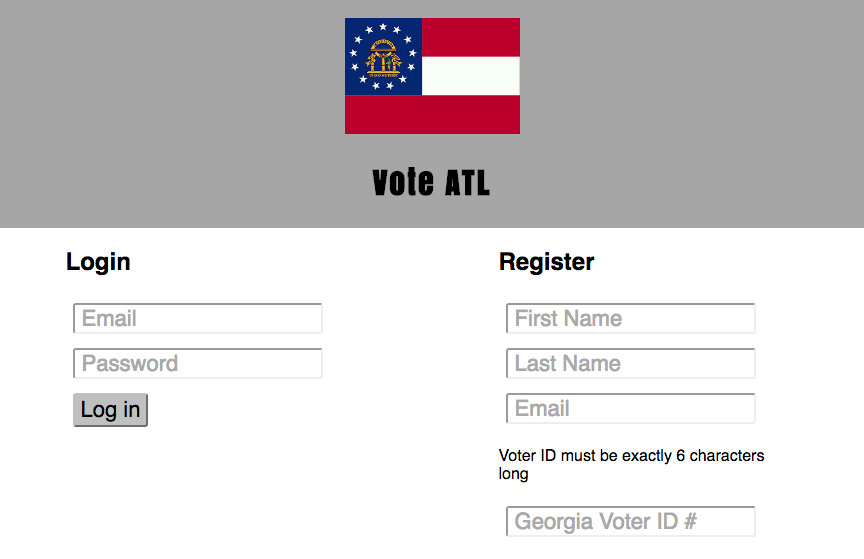 Vote ATL
Login
Email
Password
Log in
Register
First Name
Last Name
Email
Voter ID must be exactly 6 characters
long
Georgia Voter ID #